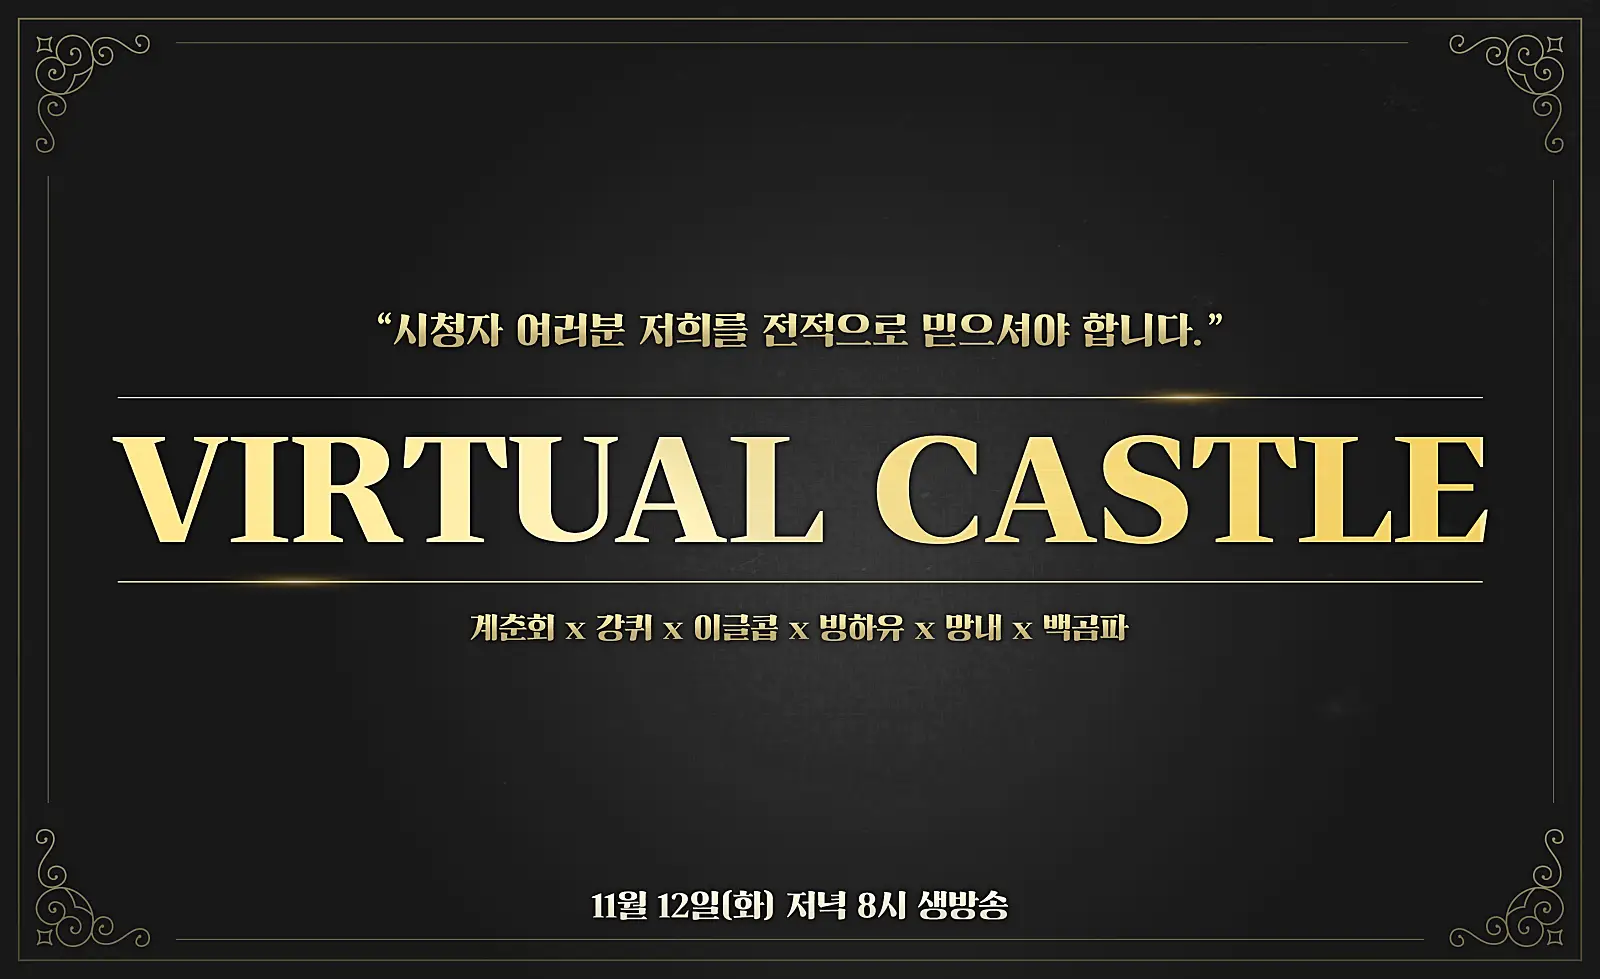 “시청자 여러분 저희를 전적으로 믿으셔야 합니다.”
VIRTUAL CASTLE
계춘회 x 강퀴 x 이글콥 x 빙하유 x 망내 x 백곰파
11월 12일(화) 저녁 8시 생방송